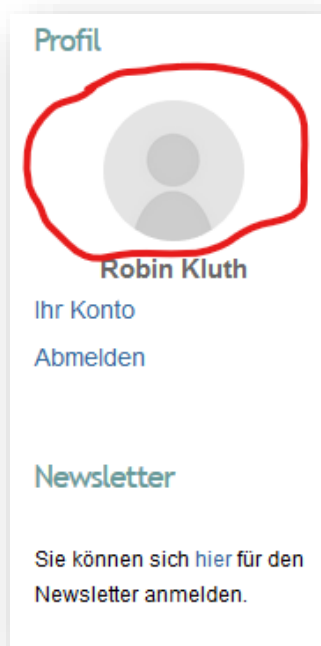 Profil
Robin Kluth
Ihr Konto
Abmelden
Newsletter
Sie können sich hier für den
Newsletter anmelden.